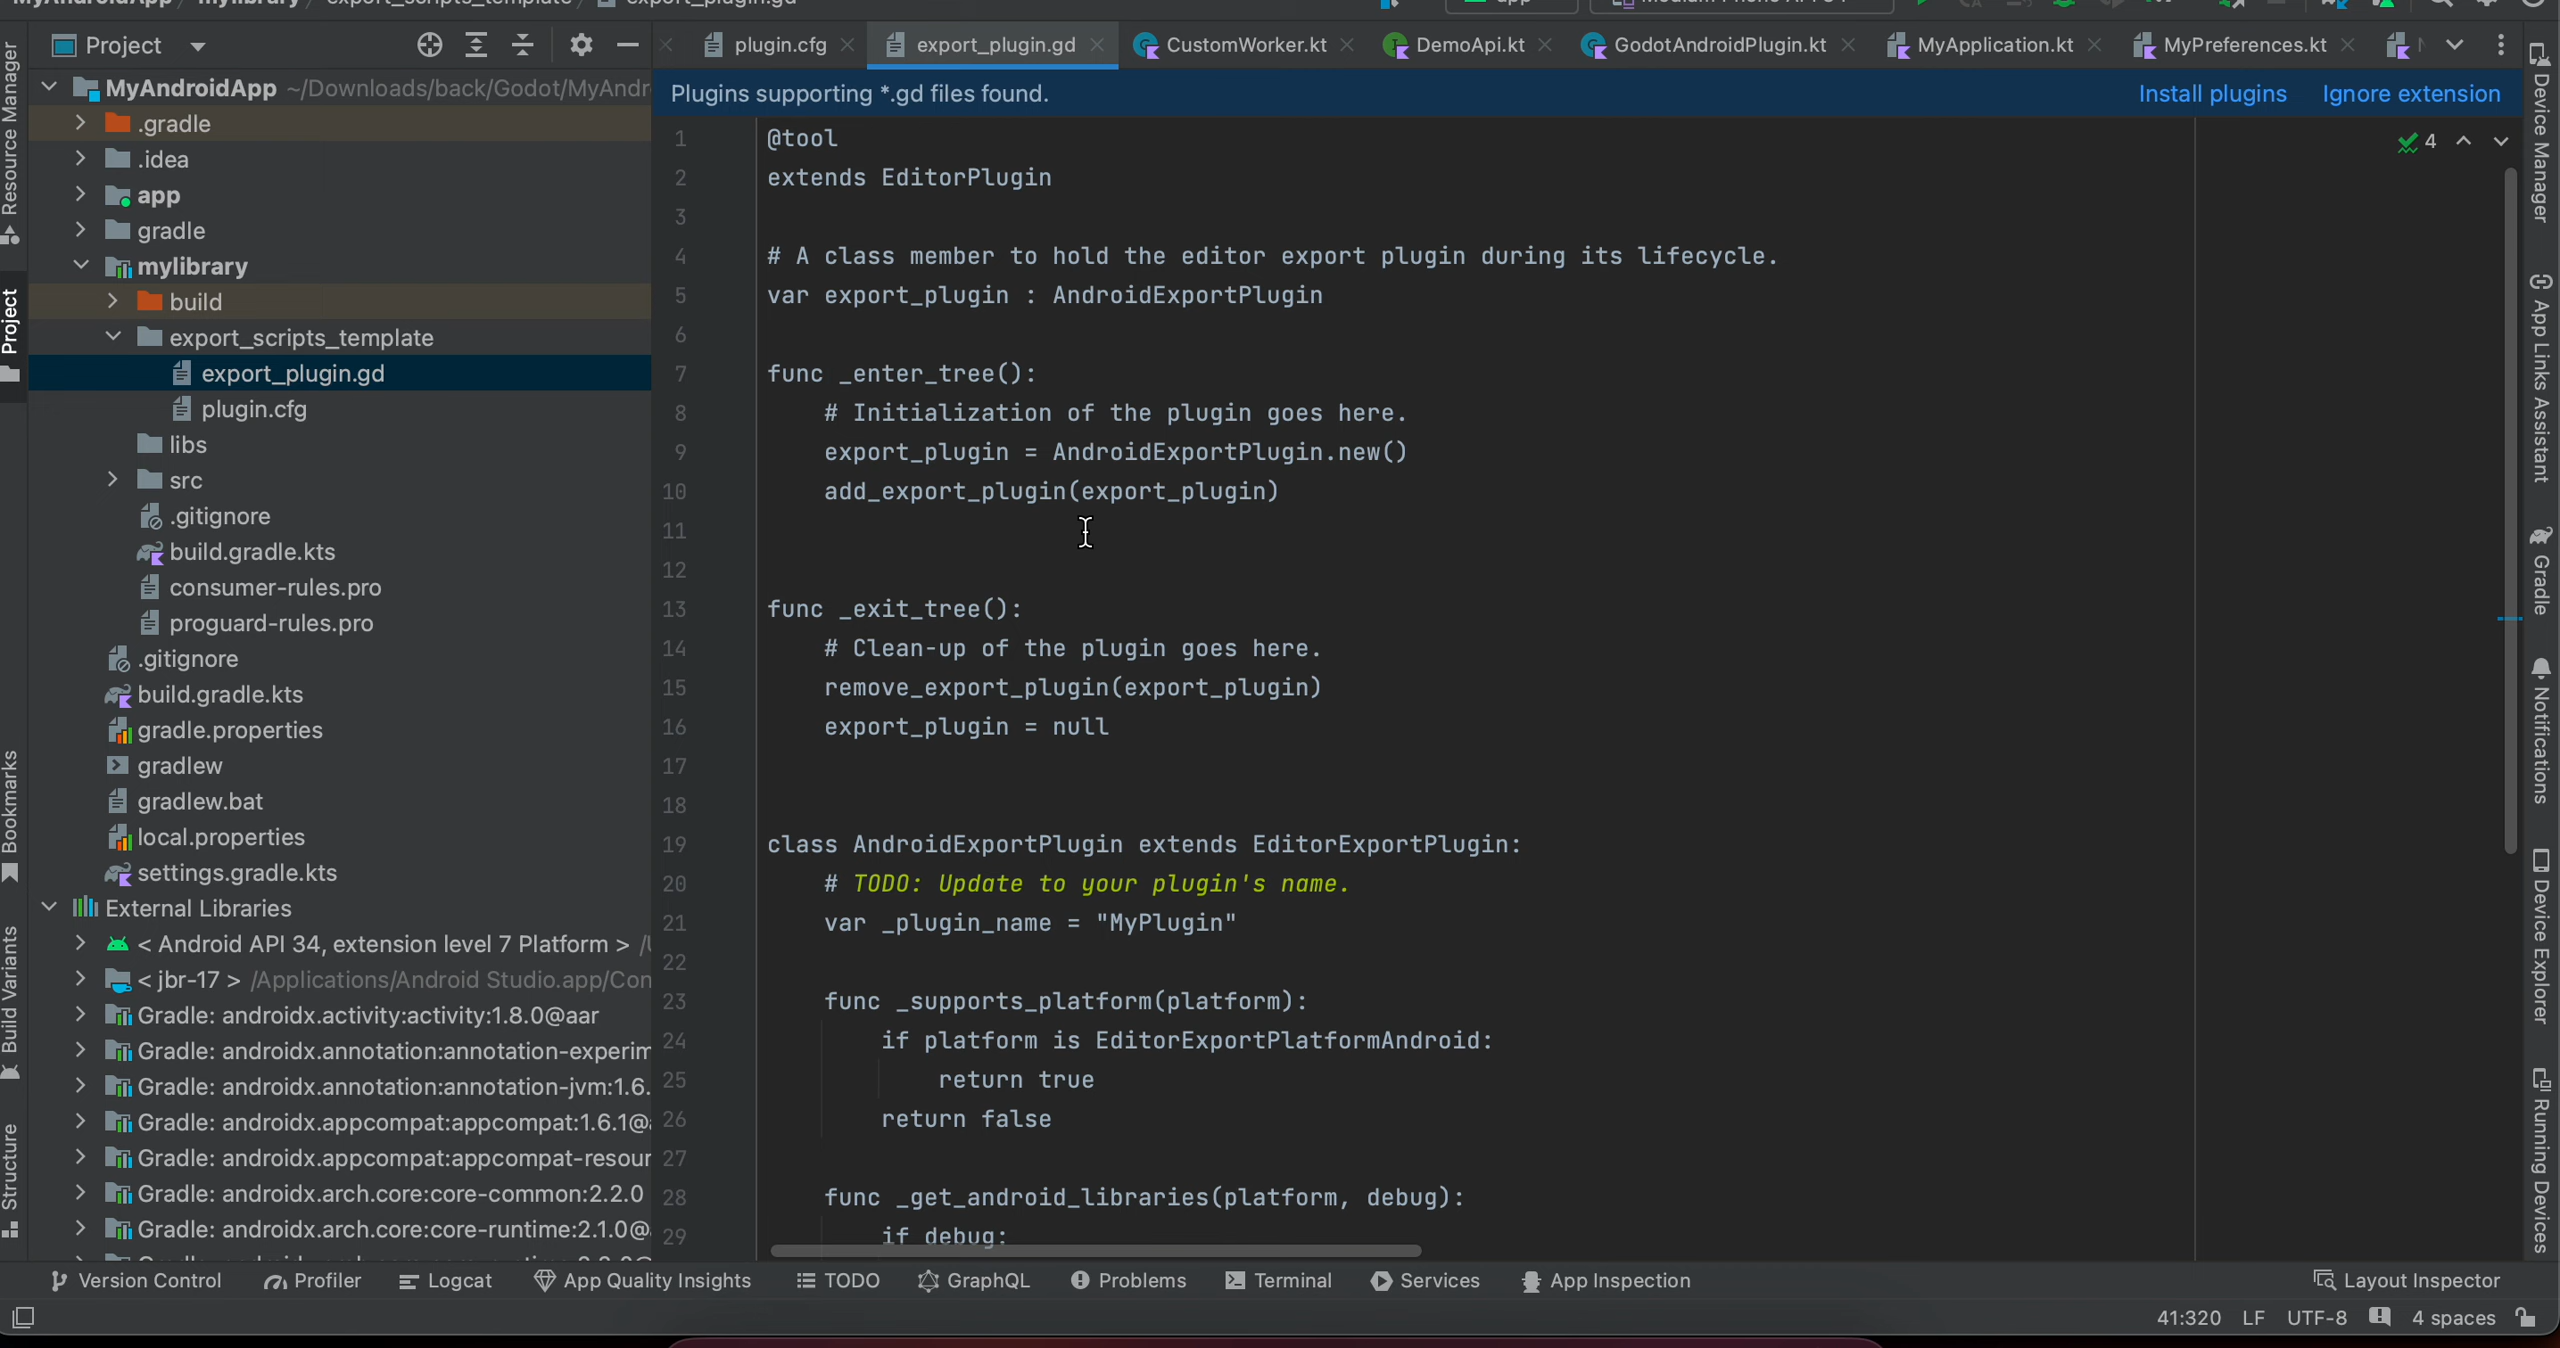 MyAndroidApp mylibrary export_scripts_template export_plugin.gd
Project
plugin.cfg
export_plugin.gd
CustomWorker.kt
DemoApi.kt
GodotAndroidPlugin.kt
MyApplication.kt
MyPreferences.kt
MyAndroidApp ~/Downloads/back/Godot/MyAndr
.gradle
.idea
app
gradle
mylibrary
build
export_scripts_template
export_plugin.gd
plugin.cfg
libs
src
.gitignore
build.gradle.kts
consumer-rules.pro
proguard-rules.pro
.gitignore
build.gradle.kts
gradle.properties
gradlew
gradlew.bat
local.properties
settings.gradle.kts
External Libraries
< Android API 34, extension level 7 Platform >
< jbr-17 > /Applications/Android Studio.app/Con
Gradle: androidx.activity:activity:1.8.0@aar
Gradle: androidx.annotation:annotation-experim
Gradle: androidx.annotation:annotation-jvm:1.6.
Gradle: androidx.appcompat:appcompat:1.6.1@
Gradle: androidx.appcompat:appcompat-resour
Gradle: androidx.arch.core:core-common:2.2.0
Gradle: androidx.arch.core:core-runtime:2.1.0@
Plugins supporting *.gd files found.
Install plugins
Ignore extension
4
1 @tool
2 extends EditorPlugin
3
4 # A class member to hold the editor export plugin during its lifecycle.
5 var export_plugin : AndroidExportPlugin
6
7 func _enter_tree():
8 # Initialization of the plugin goes here.
9 export_plugin = AndroidExportPlugin.new()
10 add_export_plugin(export_plugin)
11
12
13 func _exit_tree():
14 # Clean-up of the plugin goes here.
15 remove_export_plugin(export_plugin)
16 export_plugin = null
17
18
19 class AndroidExportPlugin extends EditorExportPlugin:
20 # TODO: Update to your plugin's name.
21 var _plugin_name = "MyPlugin"
22
23 func _supports_platform(platform):
24 if platform is EditorExportPlatformAndroid:
25 return true
26 return false
27
28 func _get_android_libraries(platform, debug):
29 if debug:
Resource Manager
Project
Bookmarks
Build Variants
Structure
Device Manager
App Links Assistant
Gradle
Notifications
Device Explorer
Running Devices
Version Control
Profiler
Logcat
App Quality Insights
TODO
GraphQL
Problems
Terminal
Services
App Inspection
Layout Inspector
41:320 LF UTF-8 4 spaces